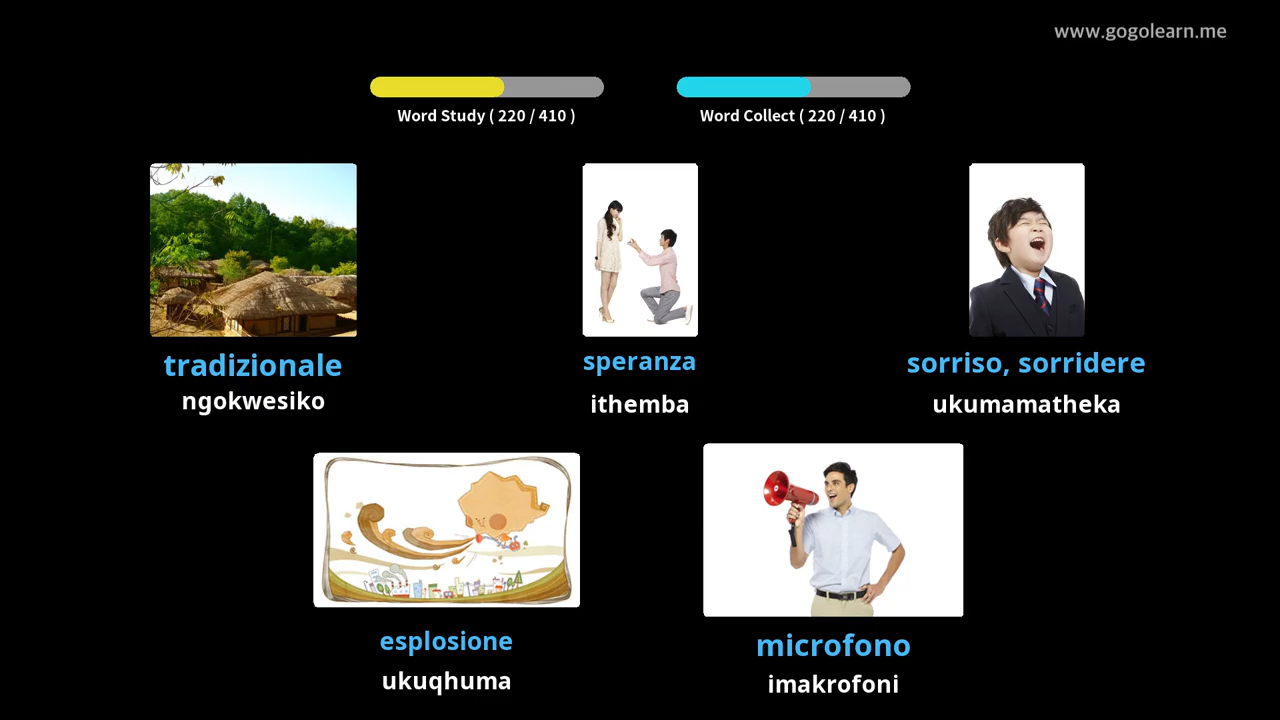 www.gogolearn.me
Word Study ( 220 / 410 )
Word Collect ( 220 / 410 )
tradizionale
ngokwesiko
speranza
ithemba
sorriso, sorridere
ukumamatheka
esplosione
ukuqhuma
microfono
imakrofoni